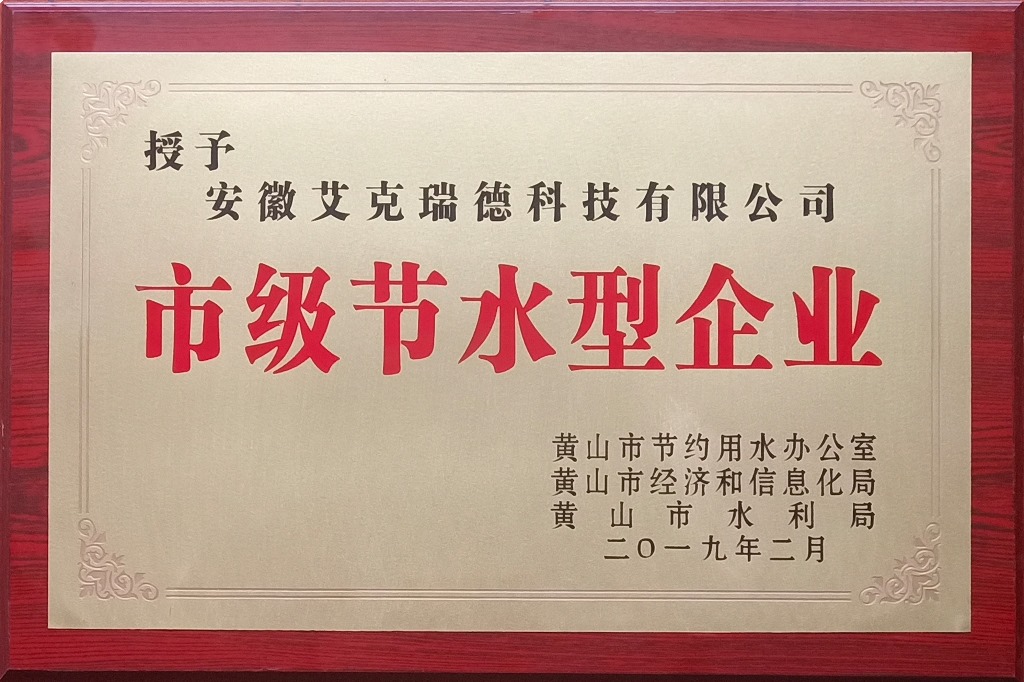 授予
安徽艾克瑞德科技有限公司
市级节水型企业
黄山市节约用水办公室
黄山市经济和信息化局
黄山市水利局
二〇一九年二月